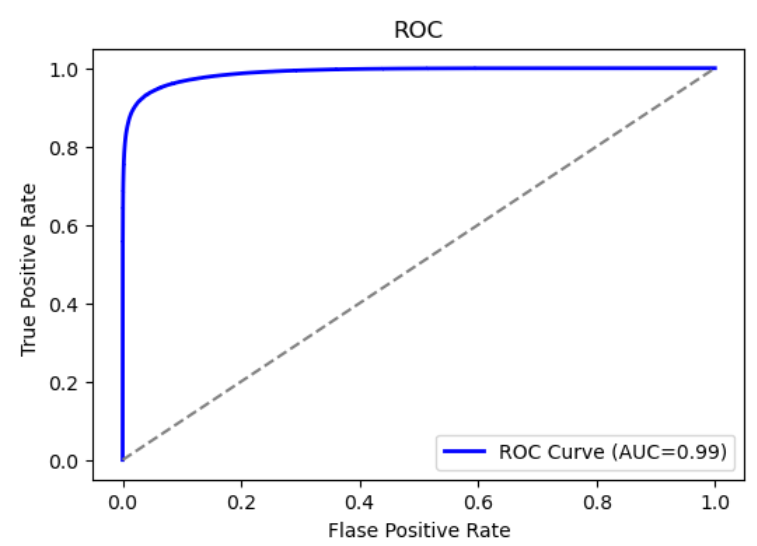 ROC
1.0
0.8
0.6
0.4
0.2
0.0
True Positive Rate
ROC Curve (AUC=0.99)
0.0 0.2 0.4 0.6 0.8 1.0
Flase Positive Rate